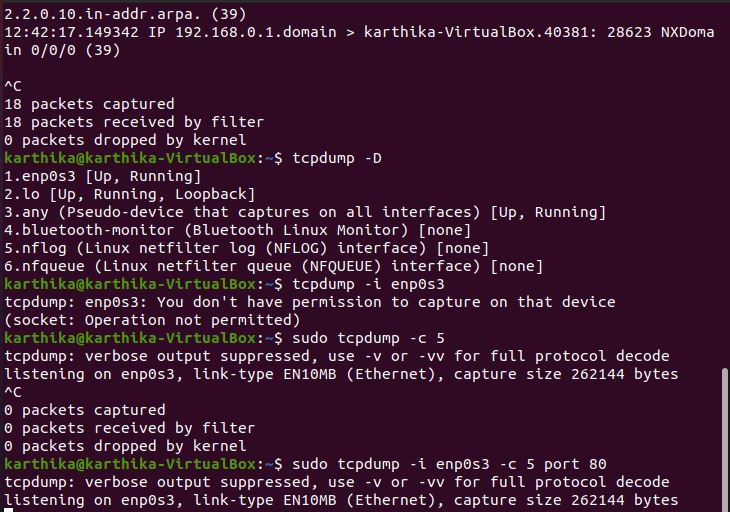 2.2.0.10.in-addr.arpa. (39)
12:42:17.149342 IP 192.168.0.1.domain > karthika-VirtualBox.40381: 28623 NXDoma
in 0/0/0 (39)
^C
18 packets captured
18 packets received by filter
0 packets dropped by kernel
karthika@karthika-VirtualBox:~$ tcpdump -D
1.enp0s3 [Up, Running]
2.lo [Up, Running, Loopback]
3.any (Pseudo-device that captures on all interfaces) [Up, Running]
4.bluetooth-monitor (Bluetooth Linux Monitor) [none]
5.nflog (Linux netfilter log (NFLOG) interface) [none]
6.nfqueue (Linux netfilter queue (NFQUEUE) interface) [none]
karthika@karthika-VirtualBox:~$ tcpdump -i enp0s3
tcpdump: enp0s3: You don't have permission to capture on that device
(socket: Operation not permitted)
karthika@karthika-VirtualBox:~$ sudo tcpdump -c 5
tcpdump: verbose output suppressed, use -v or -vv for full protocol decode
listening on enp0s3, link-type EN10MB (Ethernet), capture size 262144 bytes
^C
0 packets captured
0 packets received by filter
0 packets dropped by kernel
karthika@karthika-VirtualBox:~$ sudo tcpdump -i enp0s3 -c 5 port 80
tcpdump: verbose output suppressed, use -v or -vv for full protocol decode
listening on enp0s3, link-type EN10MB (Ethernet), capture size 262144 bytes